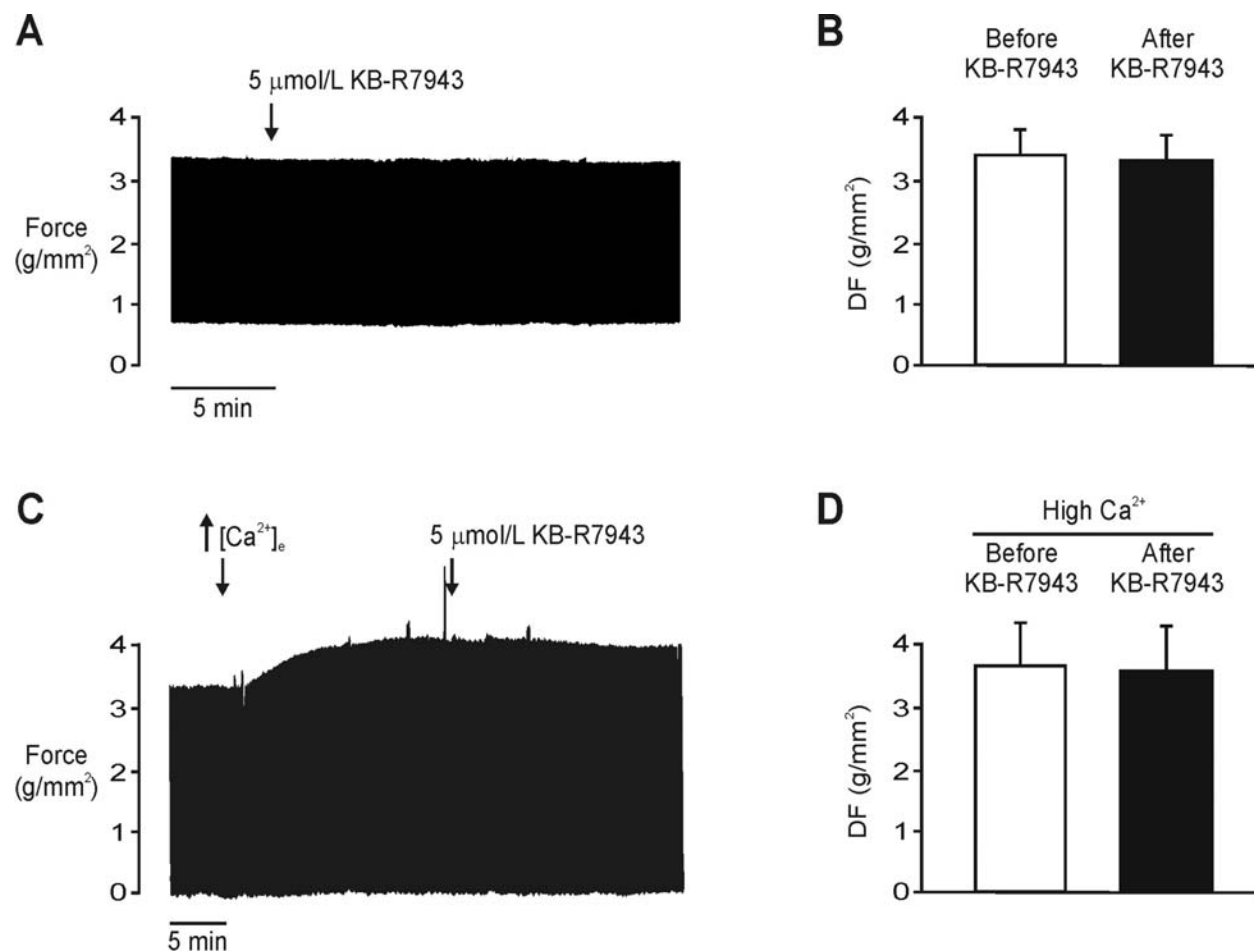 A
5 μmol/L KB-R7943
4
3
2
1
0
Force
(g/mm²)
5 min
B
Before
KB-R7943
After
KB-R7943
4
3
2
1
0
DF (g/mm²)
C
[Ca²⁺]ₑ
5 μmol/L KB-R7943
4
3
2
1
0
Force
(g/mm²)
5 min
D
High Ca²⁺
Before
KB-R7943
After
KB-R7943
4
3
2
1
0
DF (g/mm²)